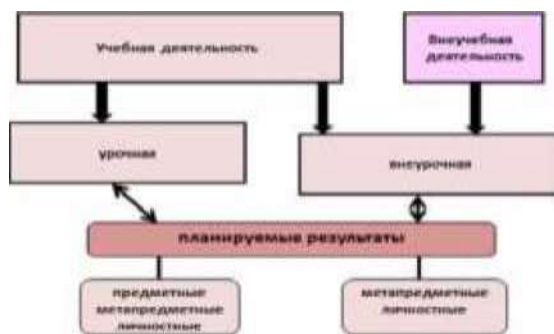 Учебная деятельность
Внеучебная
деятельность
урочная
внеурочная
планируемые результаты
предметные
метапредметные
личностные
метапредметные
личностные